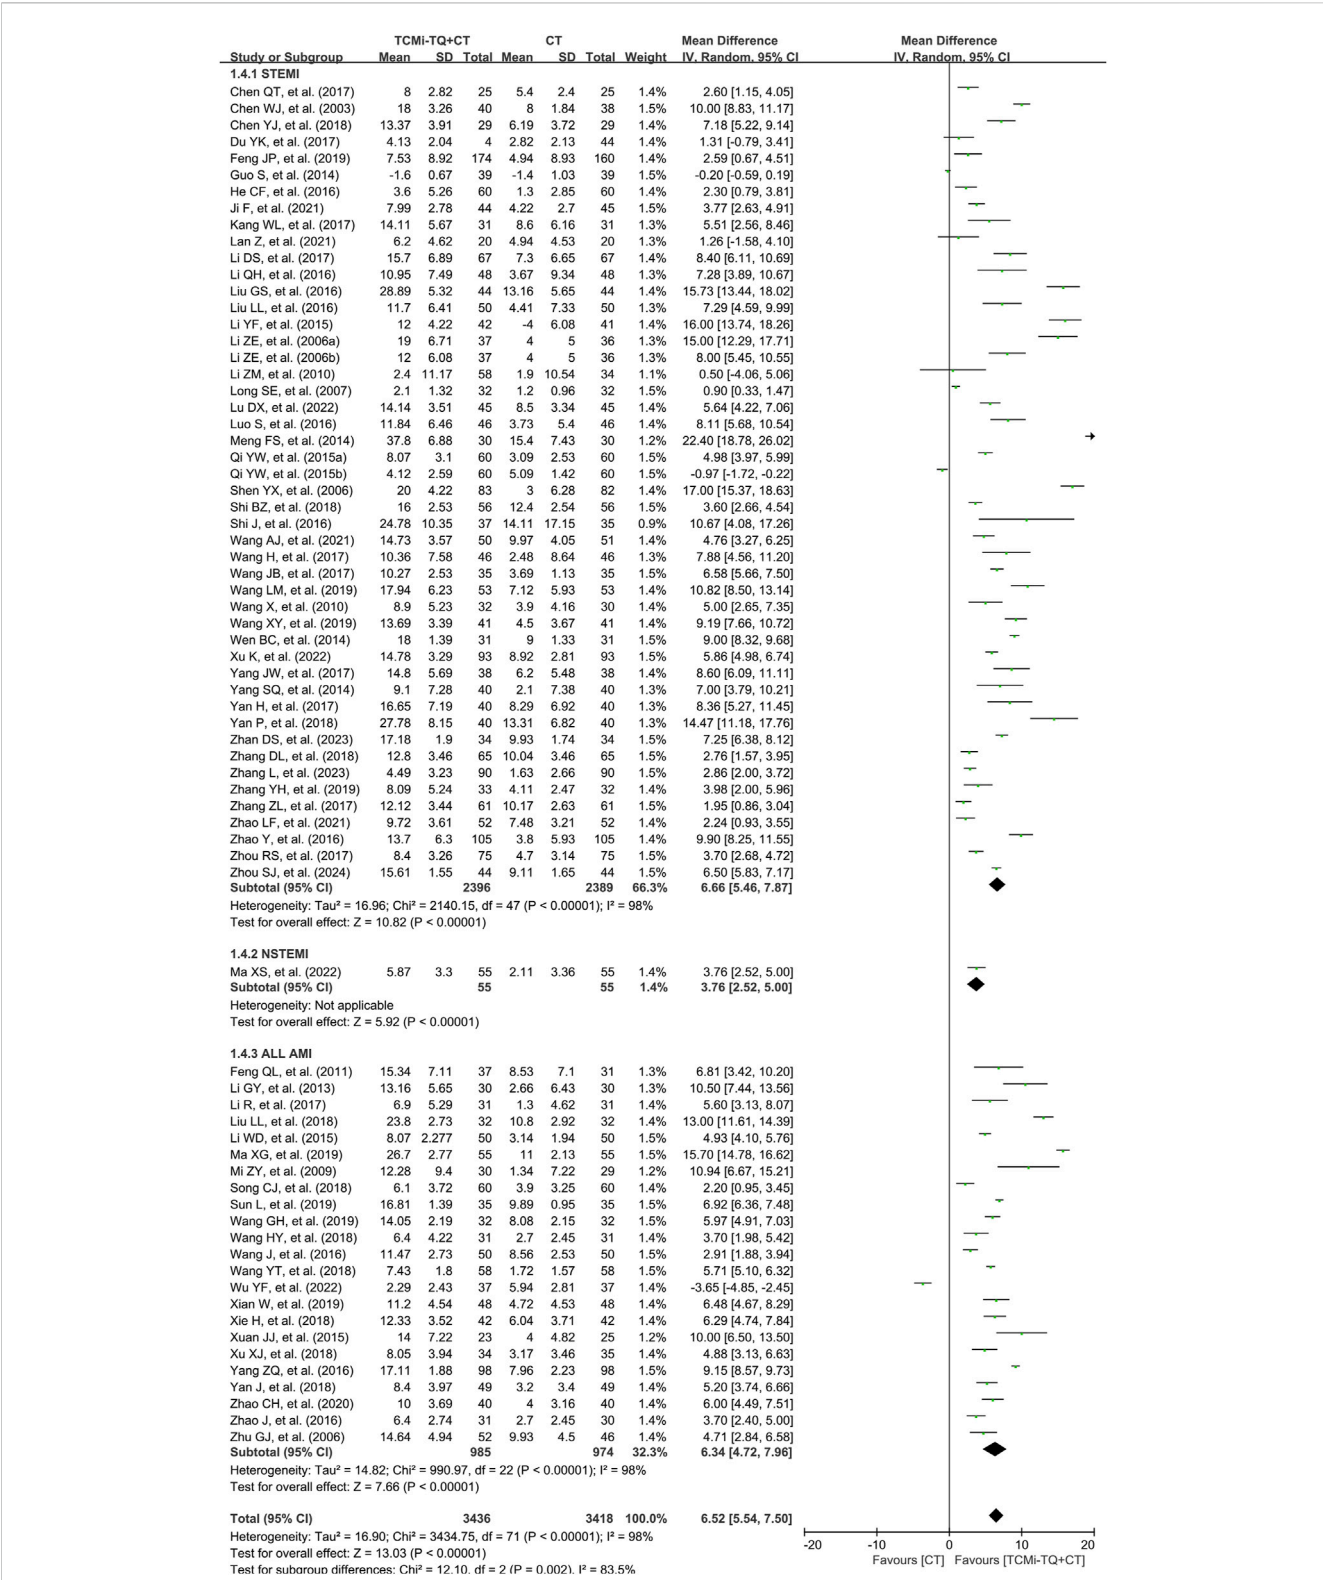 TCMi-TQ+CT CT Mean Difference Mean Difference
Study or Subgroup Mean SD Total Mean SD Total Weight IV, Random, 95% CI IV, Random, 95% CI
1.4.1 STEMI
Chen QT, et al. (2017) 8 2.82 25 5.4 2.4 25 1.4% 2.60 [1.15, 4.05]
Chen WJ, et al. (2003) 18 3.26 40 8 1.84 38 1.5% 10.00 [8.83, 11.17]
Chen YJ, et al. (2018) 13.37 3.91 29 6.19 3.72 29 1.4% 7.18 [5.22, 9.14]
Du YK, et al. (2017) 4.13 2.04 4 2.82 2.13 44 1.4% 1.31 [-0.79, 3.41]
Feng JP, et al. (2019) 7.53 8.92 174 4.94 8.93 160 1.4% 2.59 [0.67, 4.51]
Guo S, et al. (2014) -1.6 0.67 39 -1.4 1.03 39 1.5% -0.20 [-0.59, 0.19]
He CF, et al. (2016) 3.6 5.26 60 1.3 2.85 60 1.4% 2.30 [0.79, 3.81]
Ji F, et al. (2021) 7.99 2.78 44 4.22 2.7 45 1.5% 3.77 [2.63, 4.91]
Kang WL, et al. (2017) 14.11 5.67 31 8.6 6.16 31 1.3% 5.51 [2.56, 8.46]
Lan Z, et al. (2021) 6.2 4.62 20 4.94 4.53 20 1.3% 1.26 [-1.58, 4.10]
Li DS, et al. (2017) 15.7 6.89 67 7.3 6.65 67 1.4% 8.40 [6.11, 10.69]
Li QH, et al. (2016) 10.95 7.49 48 3.67 9.34 48 1.3% 7.28 [3.89, 10.67]
Liu GS, et al. (2016) 28.89 5.32 44 13.16 5.65 44 1.4% 15.73 [13.44, 18.02]
Liu LL, et al. (2016) 11.7 6.41 50 4.41 7.33 50 1.3% 7.29 [4.59, 9.99]
Li YF, et al. (2015) 12 4.22 42 -4 6.08 41 1.4% 16.00 [13.74, 18.26]
Li ZE, et al. (2006a) 19 6.71 37 4 5 36 1.3% 15.00 [12.29, 17.71]
Li ZE, et al. (2006b) 12 6.08 37 4 5 36 1.3% 8.00 [5.45, 10.55]
Li ZM, et al. (2010) 2.4 11.17 58 1.9 10.54 34 1.1% 0.50 [-4.06, 5.06]
Long SE, et al. (2007) 2.1 1.32 32 1.2 0.96 32 1.5% 0.90 [0.33, 1.47]
Lu DX, et al. (2022) 14.14 3.51 45 8.5 3.34 45 1.4% 5.64 [4.22, 7.06]
Luo S, et al. (2016) 11.84 6.46 46 3.73 5.4 46 1.4% 8.11 [5.68, 10.54]
Meng FS, et al. (2014) 37.8 6.88 30 15.4 7.43 30 1.2% 22.40 [18.78, 26.02]
Qi YW, et al. (2015a) 8.07 3.1 60 3.09 2.53 60 1.5% 4.98 [3.97, 5.99]
Qi YW, et al. (2015b) 4.12 2.59 60 5.09 1.42 60 1.5% -0.97 [-1.72, -0.22]
Shen YX, et al. (2006) 20 4.22 83 3 6.28 82 1.4% 17.00 [15.37, 18.63]
Shi BZ, et al. (2018) 16 2.53 56 12.4 2.54 56 1.5% 3.60 [2.66, 4.54]
Shi J, et al. (2016) 24.78 10.35 37 14.11 17.15 35 0.9% 10.67 [4.08, 17.26]
Wang AJ, et al. (2021) 14.73 3.57 50 9.97 4.05 51 1.4% 4.76 [3.27, 6.25]
Wang H, et al. (2017) 10.36 7.58 46 2.48 8.64 46 1.3% 7.88 [4.56, 11.20]
Wang JB, et al. (2017) 10.27 2.53 35 3.69 1.13 35 1.5% 6.58 [5.66, 7.50]
Wang LM, et al. (2019) 17.94 6.23 53 7.12 5.93 53 1.4% 10.82 [8.50, 13.14]
Wang X, et al. (2010) 8.9 5.23 32 3.9 4.16 30 1.4% 5.00 [2.65, 7.35]
Wang XY, et al. (2019) 13.69 3.39 41 4.5 3.67 41 1.4% 9.19 [7.66, 10.72]
Wen BC, et al. (2014) 18 1.39 31 9 1.33 31 1.5% 9.00 [8.32, 9.68]
Xu K, et al. (2022) 14.78 3.29 93 8.92 2.81 93 1.5% 5.86 [4.98, 6.74]
Yang JW, et al. (2017) 14.8 5.69 38 6.2 5.48 38 1.4% 8.60 [6.09, 11.11]
Yang SQ, et al. (2014) 9.1 7.28 40 2.1 7.38 40 1.3% 7.00 [3.79, 10.21]
Yan H, et al. (2017) 16.65 7.19 40 8.29 6.92 40 1.3% 8.36 [5.27, 11.45]
Yan P, et al. (2018) 27.78 8.15 40 13.31 6.82 40 1.3% 14.47 [11.18, 17.76]
Zhan DS, et al. (2023) 17.18 1.9 34 9.93 1.74 34 1.5% 7.25 [6.38, 8.12]
Zhang DL, et al. (2018) 12.8 3.46 65 10.04 3.46 65 1.5% 2.76 [1.57, 3.95]
Zhang L, et al. (2023) 4.49 3.23 90 1.63 2.66 90 1.5% 2.86 [2.00, 3.72]
Zhang YH, et al. (2019) 8.09 5.24 33 4.11 2.47 32 1.4% 3.98 [2.00, 5.96]
Zhang ZL, et al. (2017) 12.12 3.44 61 10.17 2.63 61 1.5% 1.95 [0.86, 3.04]
Zhao LF, et al. (2021) 9.72 3.61 52 7.48 3.21 52 1.4% 2.24 [0.93, 3.55]
Zhao Y, et al. (2016) 13.7 6.3 105 3.8 5.93 105 1.4% 9.90 [8.25, 11.55]
Zhou RS, et al. (2017) 8.4 3.26 75 4.7 3.14 75 1.5% 3.70 [2.68, 4.72]
Zhou SJ, et al. (2024) 15.61 1.55 44 9.11 1.65 44 1.5% 6.50 [5.83, 7.17]
Subtotal (95% CI) 2396 2389 66.3% 6.66 [5.46, 7.87]
Heterogeneity: Tau² = 16.96; Chi² = 2140.15, df = 47 (P < 0.00001); I² = 98%
Test for overall effect: Z = 10.82 (P < 0.00001)
1.4.2 NSTEMI
Ma XS, et al. (2022) 5.87 3.3 55 2.11 3.36 55 1.4% 3.76 [2.52, 5.00]
Subtotal (95% CI) 55 55 1.4% 3.76 [2.52, 5.00]
Heterogeneity: Not applicable
Test for overall effect: Z = 5.92 (P < 0.00001)
1.4.3 ALL AMI
Feng QL, et al. (2011) 15.34 7.11 37 8.53 7.1 31 1.3% 6.81 [3.42, 10.20]
Li GY, et al. (2013) 13.16 5.65 30 2.66 6.43 30 1.3% 10.50 [7.44, 13.56]
Li R, et al. (2017) 6.9 5.29 31 1.3 4.62 31 1.4% 5.60 [3.13, 8.07]
Liu LL, et al. (2018) 23.8 2.73 32 10.8 2.92 32 1.4% 13.00 [11.61, 14.39]
Li WD, et al. (2015) 8.07 2.277 50 3.14 1.94 50 1.5% 4.93 [4.10, 5.76]
Ma XG, et al. (2019) 26.7 2.77 55 11 2.13 55 1.5% 15.70 [14.78, 16.62]
Mi ZY, et al. (2009) 12.28 9.4 30 1.34 7.22 29 1.2% 10.94 [6.67, 15.21]
Song CJ, et al. (2018) 6.1 3.72 60 3.9 3.25 60 1.4% 2.20 [0.95, 3.45]
Sun L, et al. (2019) 16.81 1.39 35 9.89 0.95 35 1.5% 6.92 [6.36, 7.48]
Wang GH, et al. (2019) 14.05 2.19 32 8.08 2.15 32 1.5% 5.97 [4.91, 7.03]
Wang HY, et al. (2018) 6.4 4.22 31 2.7 2.45 31 1.4% 3.70 [1.98, 5.42]
Wang J, et al. (2016) 11.47 2.73 50 8.56 2.53 50 1.5% 2.91 [1.88, 3.94]
Wang YT, et al. (2018) 7.43 1.8 58 1.72 1.57 58 1.5% 5.71 [5.10, 6.32]
Wu YF, et al. (2022) 2.29 2.43 37 5.94 2.81 37 1.4% -3.65 [-4.85, -2.45]
Xian W, et al. (2019) 11.2 4.54 48 4.72 4.53 48 1.4% 6.48 [4.67, 8.29]
Xie H, et al. (2018) 12.33 3.52 42 6.04 3.71 42 1.4% 6.29 [4.74, 7.84]
Xuan JJ, et al. (2015) 14 7.22 23 4 4.82 25 1.2% 10.00 [6.50, 13.50]
Xu XJ, et al. (2018) 8.05 3.94 34 3.17 3.46 35 1.4% 4.88 [3.13, 6.63]
Yang ZQ, et al. (2016) 17.11 1.88 98 7.96 2.23 98 1.5% 9.15 [8.57, 9.73]
Yan J, et al. (2018) 8.4 3.97 49 3.2 3.4 49 1.4% 5.20 [3.74, 6.66]
Zhao CH, et al. (2020) 10 3.69 40 4 3.16 40 1.4% 6.00 [4.49, 7.51]
Zhao J, et al. (2016) 6.4 2.74 31 2.7 2.45 30 1.4% 3.70 [2.40, 5.00]
Zhu GJ, et al. (2006) 14.64 4.94 52 9.93 4.5 46 1.4% 4.71 [2.84, 6.58]
Subtotal (95% CI) 985 974 32.3% 6.34 [4.72, 7.96]
Heterogeneity: Tau² = 14.82; Chi² = 990.97, df = 22 (P < 0.00001); I² = 98%
Test for overall effect: Z = 7.66 (P < 0.00001)
Total (95% CI) 3436 3418 100.0% 6.52 [5.54, 7.50]
Heterogeneity: Tau² = 16.90; Chi² = 3434.75, df = 71 (P < 0.00001); I² = 98%
Test for overall effect: Z = 13.03 (P < 0.00001)
Test for subgroup differences: Chi² = 12.10, df = 2 (P = 0.002), I² = 83.5%
-20 -10 0 10 20
Favours [CT] Favours [TCMi-TQ+CT]